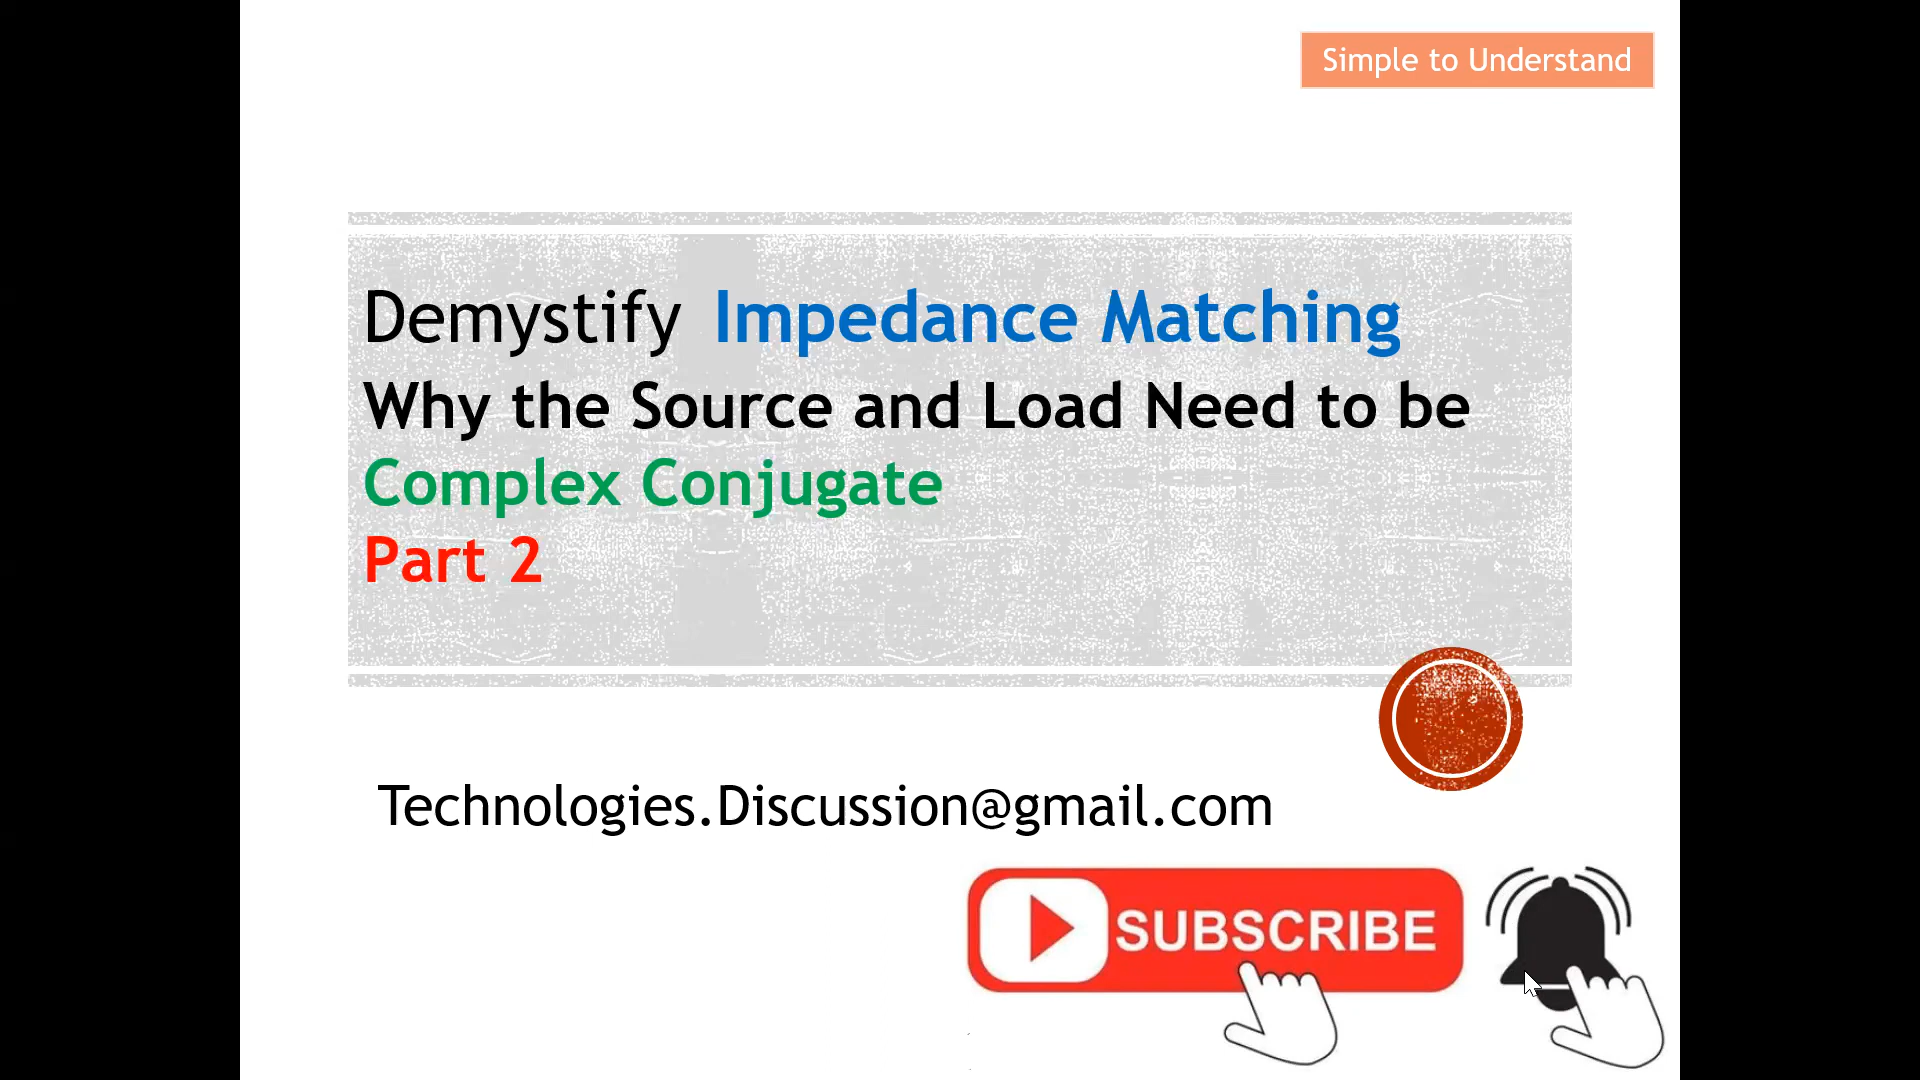 Simple to Understand
Demystify Impedance Matching
Why the Source and Load Need to be
Complex Conjugate
Part 2
Technologies.Discussion@gmail.com
SUBSCRIBE